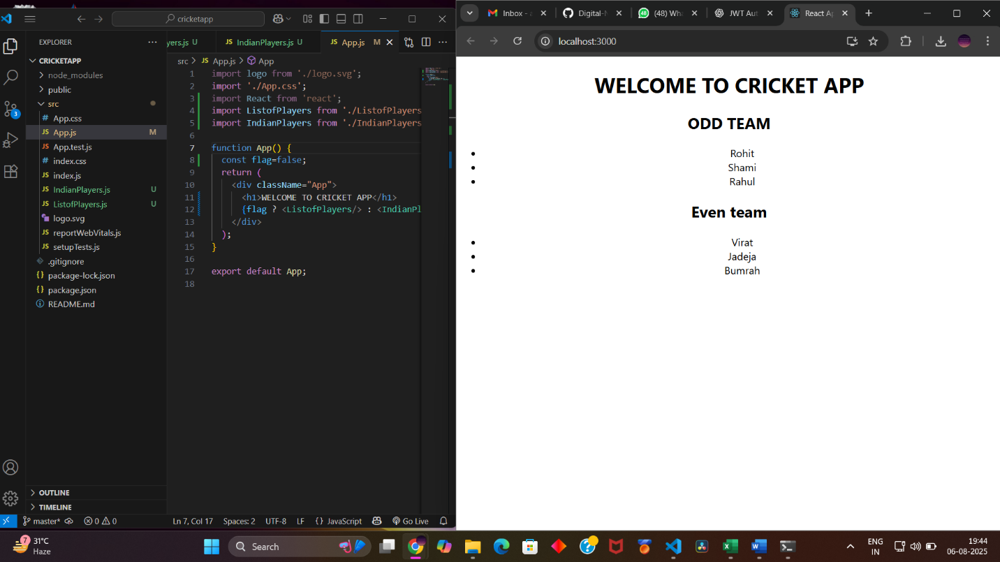 cricketapp
EXPLORER
CRICKETAPP
node_modules
public
src
App.css
App.js M
App.test.js
index.css
index.js
IndianPlayers.js U
ListofPlayers.js U
logo.svg
reportWebVitals.js
setupTests.js
.gitignore
package-lock.json
package.json
README.md
OUTLINE
TIMELINE
3
yers.js U
JS IndianPlayers.js U
JS App.js M
src > JS App.js > App
1 import logo from './logo.svg';
2 import './App.css';
3 import React from 'react';
4 import ListofPlayers from './ListofPlayers
5 import IndianPlayers from './IndianPlayers
6
7 function App() {
8 const flag=false;
9 return (
10 <div className="App">
11 <h1>WELCOME TO CRICKET APP</h1>
12 {flag ? <ListofPlayers/> : <IndianPl
13 </div>
14 );
15 }
16
17 export default App;
18
master* 0 0 Ln 7, Col 17 Spaces: 2 UTF-8 LF {} JavaScript Go Live
Inbox - a
Digital-N
(48) Wha
JWT Aut
React Ap
localhost:3000
WELCOME TO CRICKET APP
ODD TEAM
Rohit
Shami
Rahul
Even team
Virat
Jadeja
Bumrah
7
31°C
Haze
Search
ENG
IN
19:44
06-08-2025